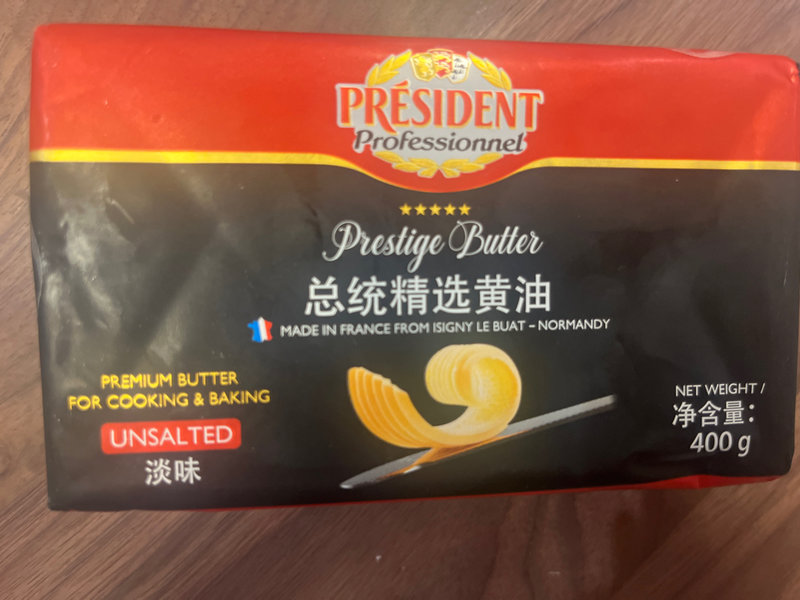 PRÉSIDENT
Professionnel
Prestige Butter
总统精选黄油
MADE IN FRANCE FROM ISIGNY LE BUAT – NORMANDY
PREMIUM BUTTER
FOR COOKING & BAKING
UNSALTED
淡味
NET WEIGHT /
净含量:
400 g